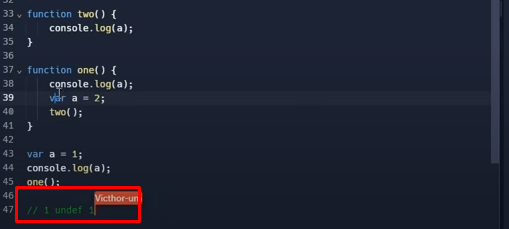 33 function two() {
34 console.log(a);
35 }
36
37 function one() {
38 console.log(a);
39 var a = 2;
40 two();
41 }
42
43 var a = 1;
44 console.log(a);
45 one();
46
Victhor-un
47 // 1 undef 1